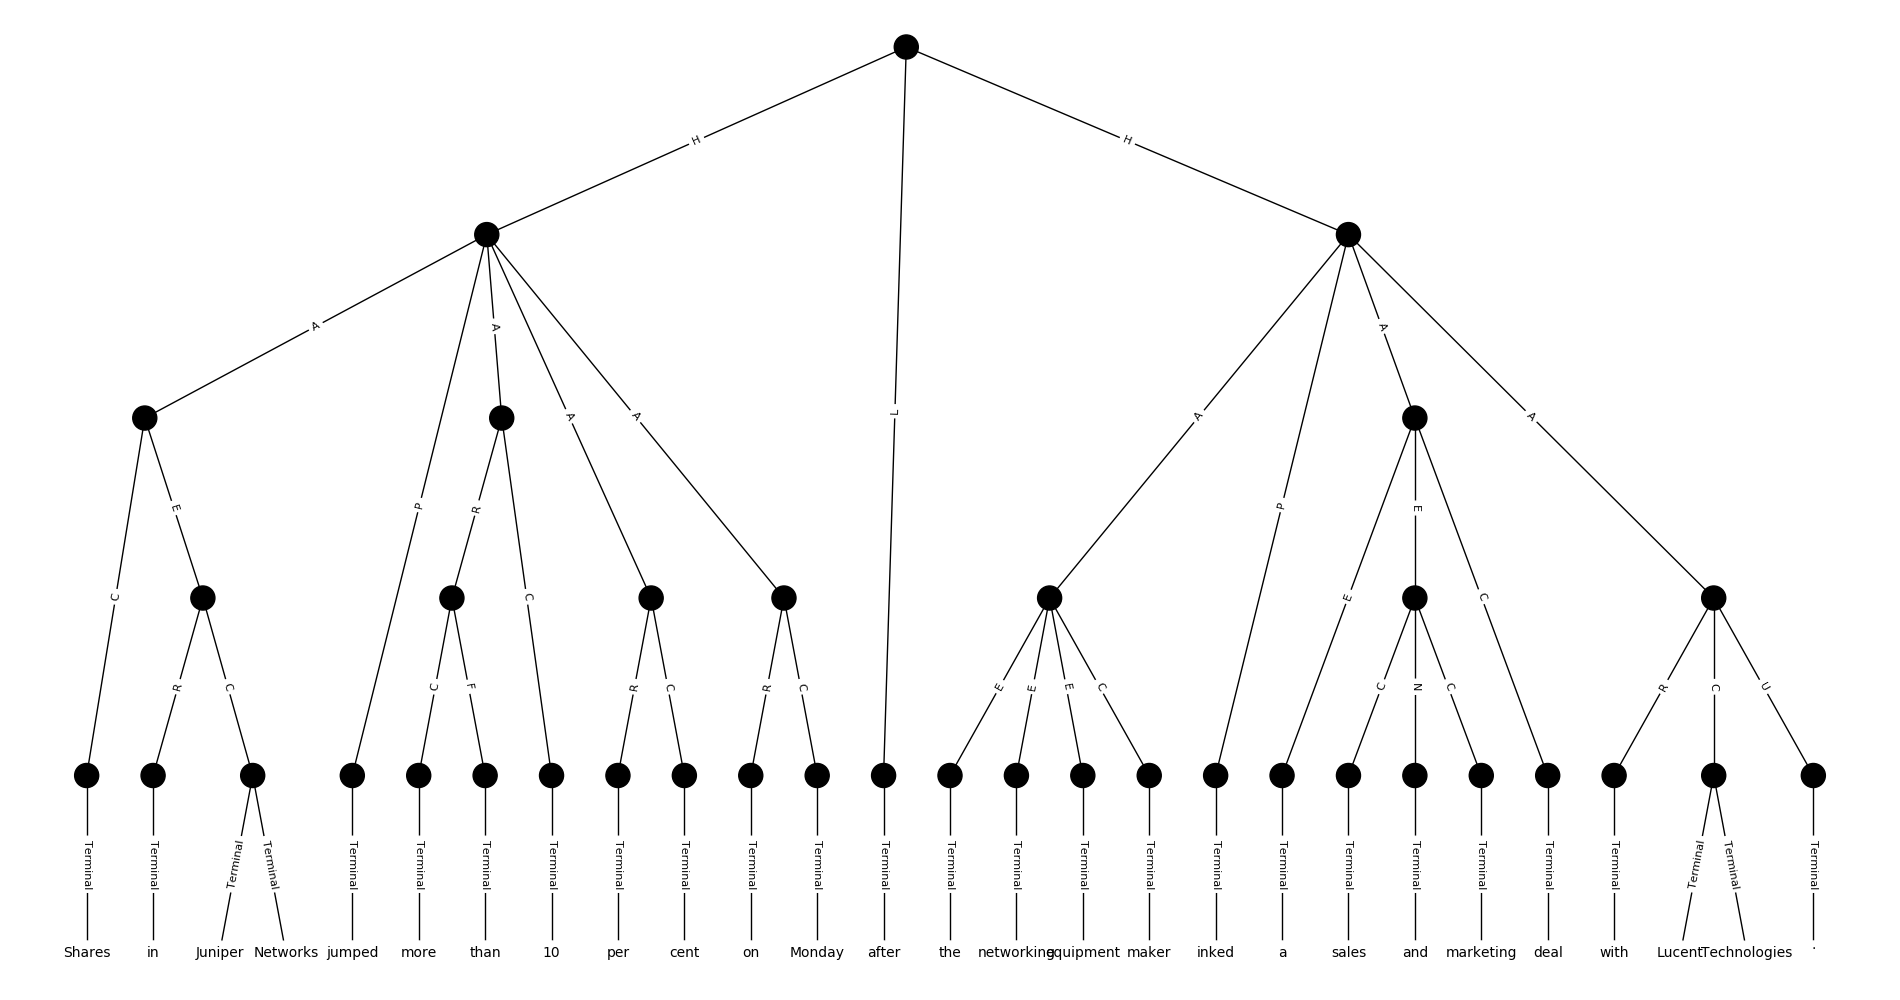 H H
A A A A L A P A A
E P R C E E C
C R C C F R C R C E E E C C N C R C U
Terminal Terminal Terminal Terminal Terminal Terminal Terminal Terminal Terminal Terminal Terminal Terminal Terminal Terminal Terminal Terminal Terminal Terminal Terminal Terminal Terminal Terminal Terminal Terminal Terminal Terminal Terminal Terminal
Shares in Juniper Networks jumped more than 10 per cent on Monday after the networking equipment maker inked a sales and marketing deal with Lucent Technologies .